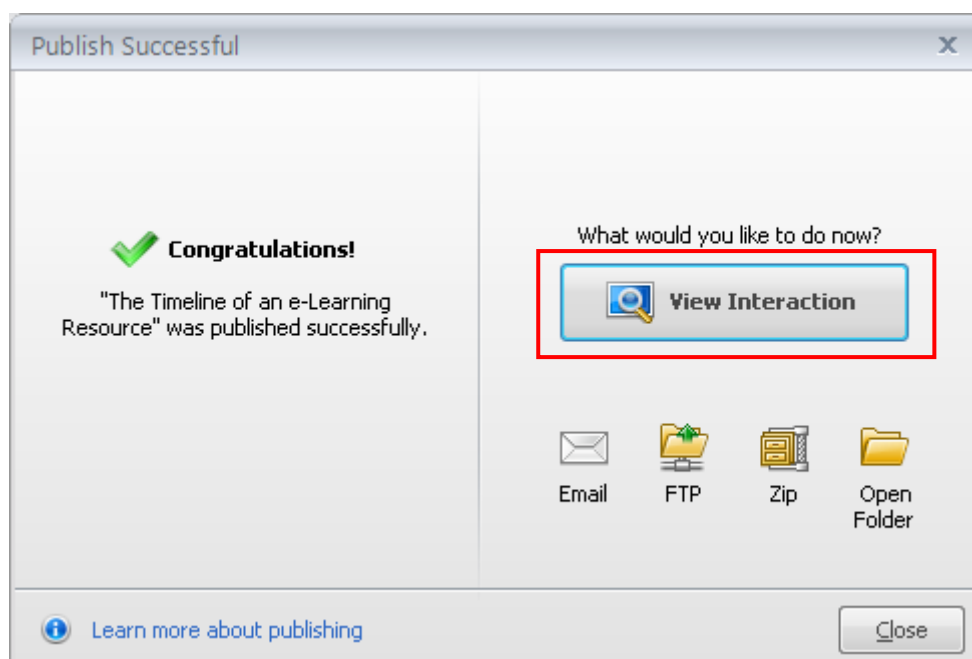 Publish Successful
x
Congratulations!
"The Timeline of an e-Learning
Resource" was published successfully.
What would you like to do now?
View Interaction
Email
FTP
Zip
Open
Folder
Learn more about publishing
Close